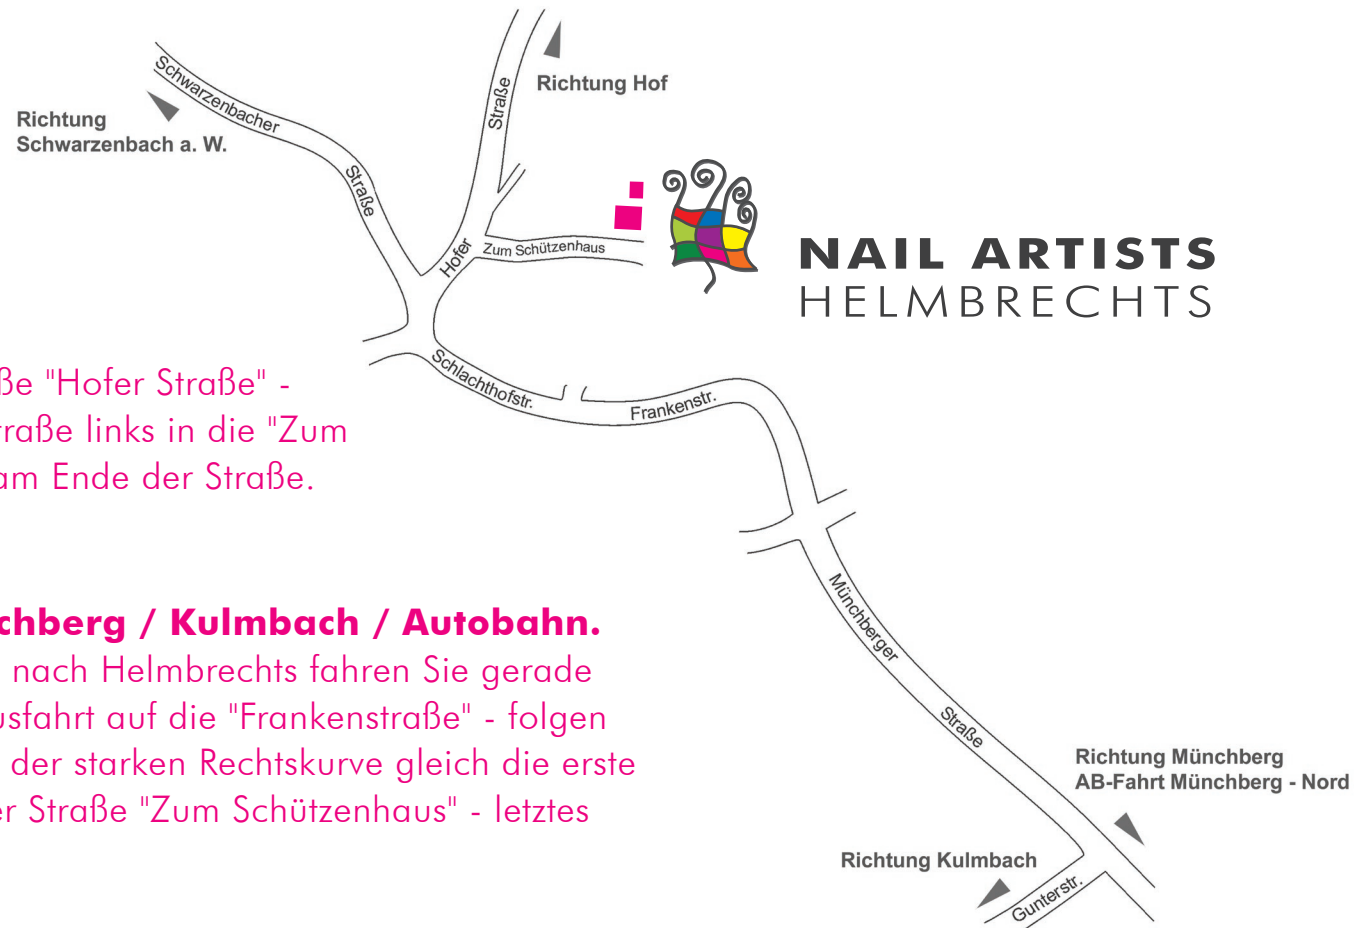 Richtung Hof
Richtung
Schwarzenbach a. W.
Schwarzenbacher
Straße
Straße
Hofer
Zum Schützenhaus
NAIL ARTISTS
HELMBRECHTS
Schlachthofstr.
Frankenstr.
ße "Hofer Straße" -
traße links in die "Zum
am Ende der Straße.
Münchberger
Straße
chberg / Kulmbach / Autobahn.
nach Helmbrechts fahren Sie gerade
usfahrt auf die "Frankenstraße" - folgen
der starken Rechtskurve gleich die erste
er Straße "Zum Schützenhaus" - letztes
Richtung Münchberg
AB-Fahrt Münchberg - Nord
Richtung Kulmbach
Gunterstr.